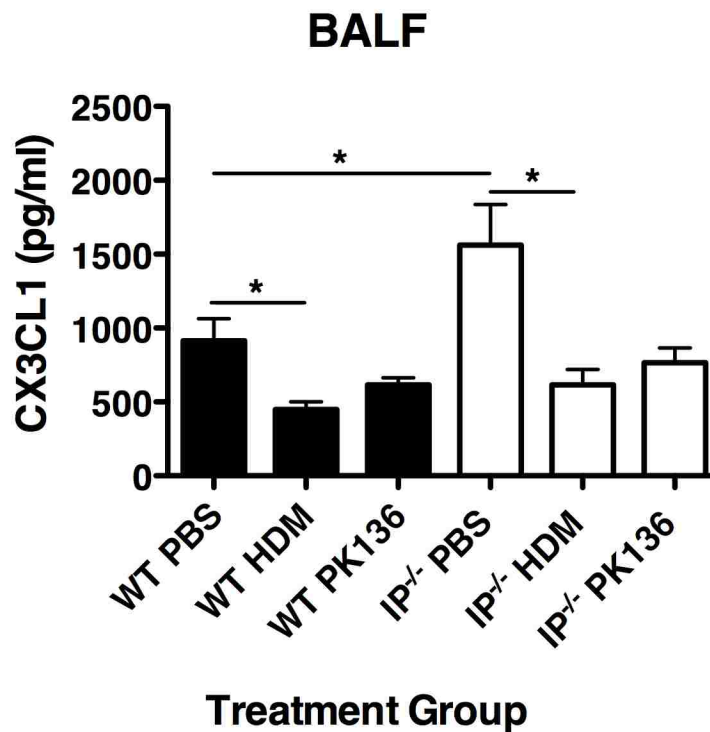 BALF
CX3CL1 (pg/ml)
2500
2000
1500
1000
500
0
*
*
*
WT PBS
WT HDM
WT PK136
IP-/- PBS
IP-/- HDM
IP-/- PK136
Treatment Group